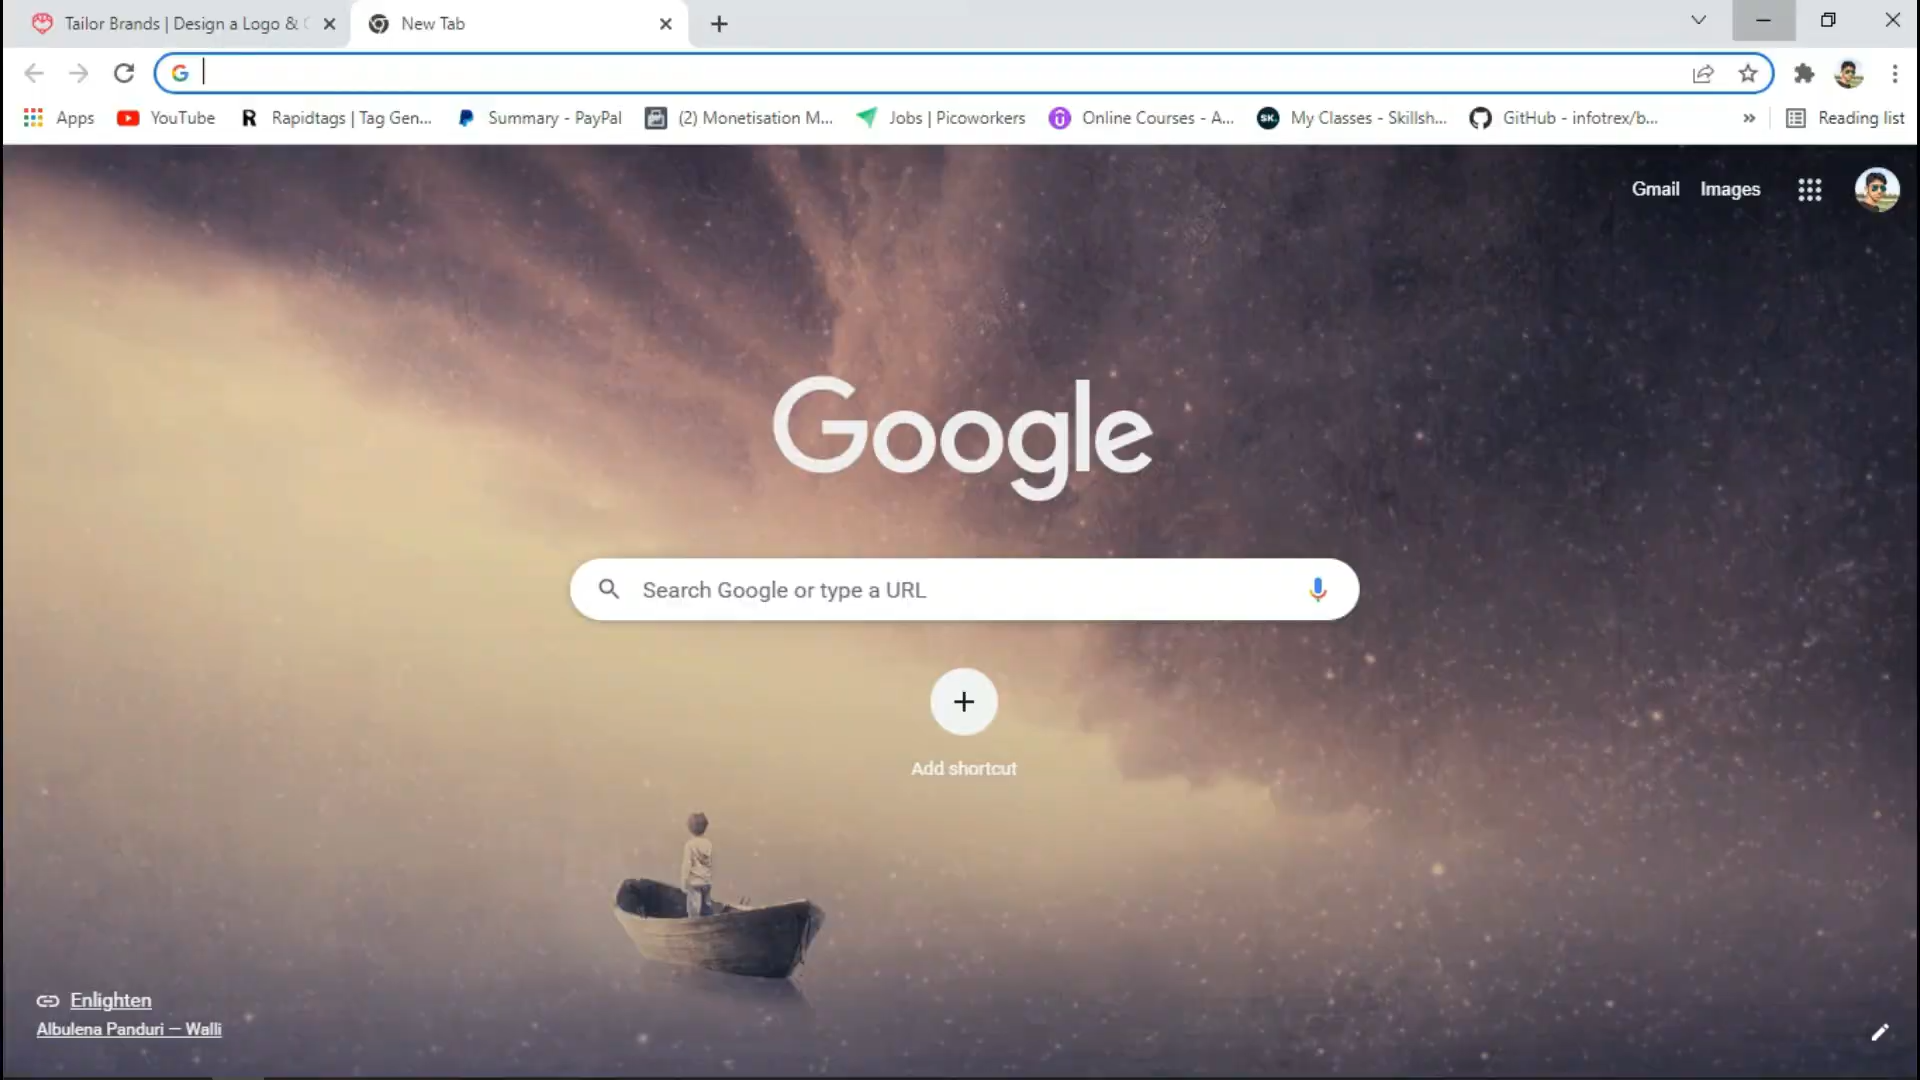 Tailor Brands | Design a Logo &
New Tab
Apps
YouTube
Rapidtags | Tag Gen...
Summary - PayPal
(2) Monetisation M...
Jobs | Picoworkers
Online Courses - A...
SK.
My Classes - Skillsh...
GitHub - infotrex/b...
Reading list
Gmail
Images
Google
Search Google or type a URL
Add shortcut
Enlighten
Albulena Panduri — Walli